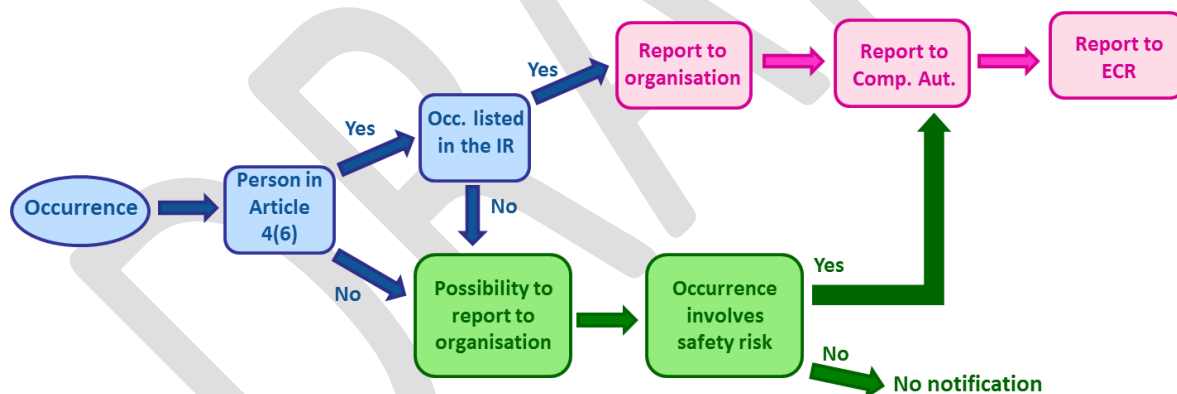 Occurrence
Person in
Article
4(6)
Yes
No
Occ. listed
in the IR
Yes
No
Report to
organisation
Report to
Comp. Aut.
Report to
ECR
Possibility to
report to
organisation
Occurrence
involves
safety risk
Yes
No
No notification